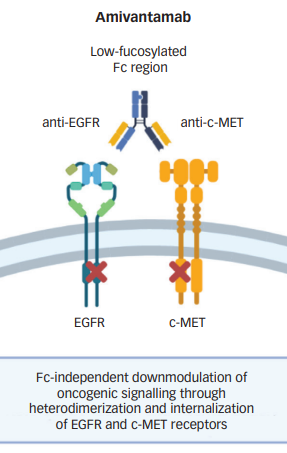 Amivantamab
Low-fucosylated
Fc region
anti-EGFR
anti-c-MET
EGFR
c-MET
Fc-independent downmodulation of
oncogenic signalling through
heterodimerization and internalization
of EGFR and c-MET receptors